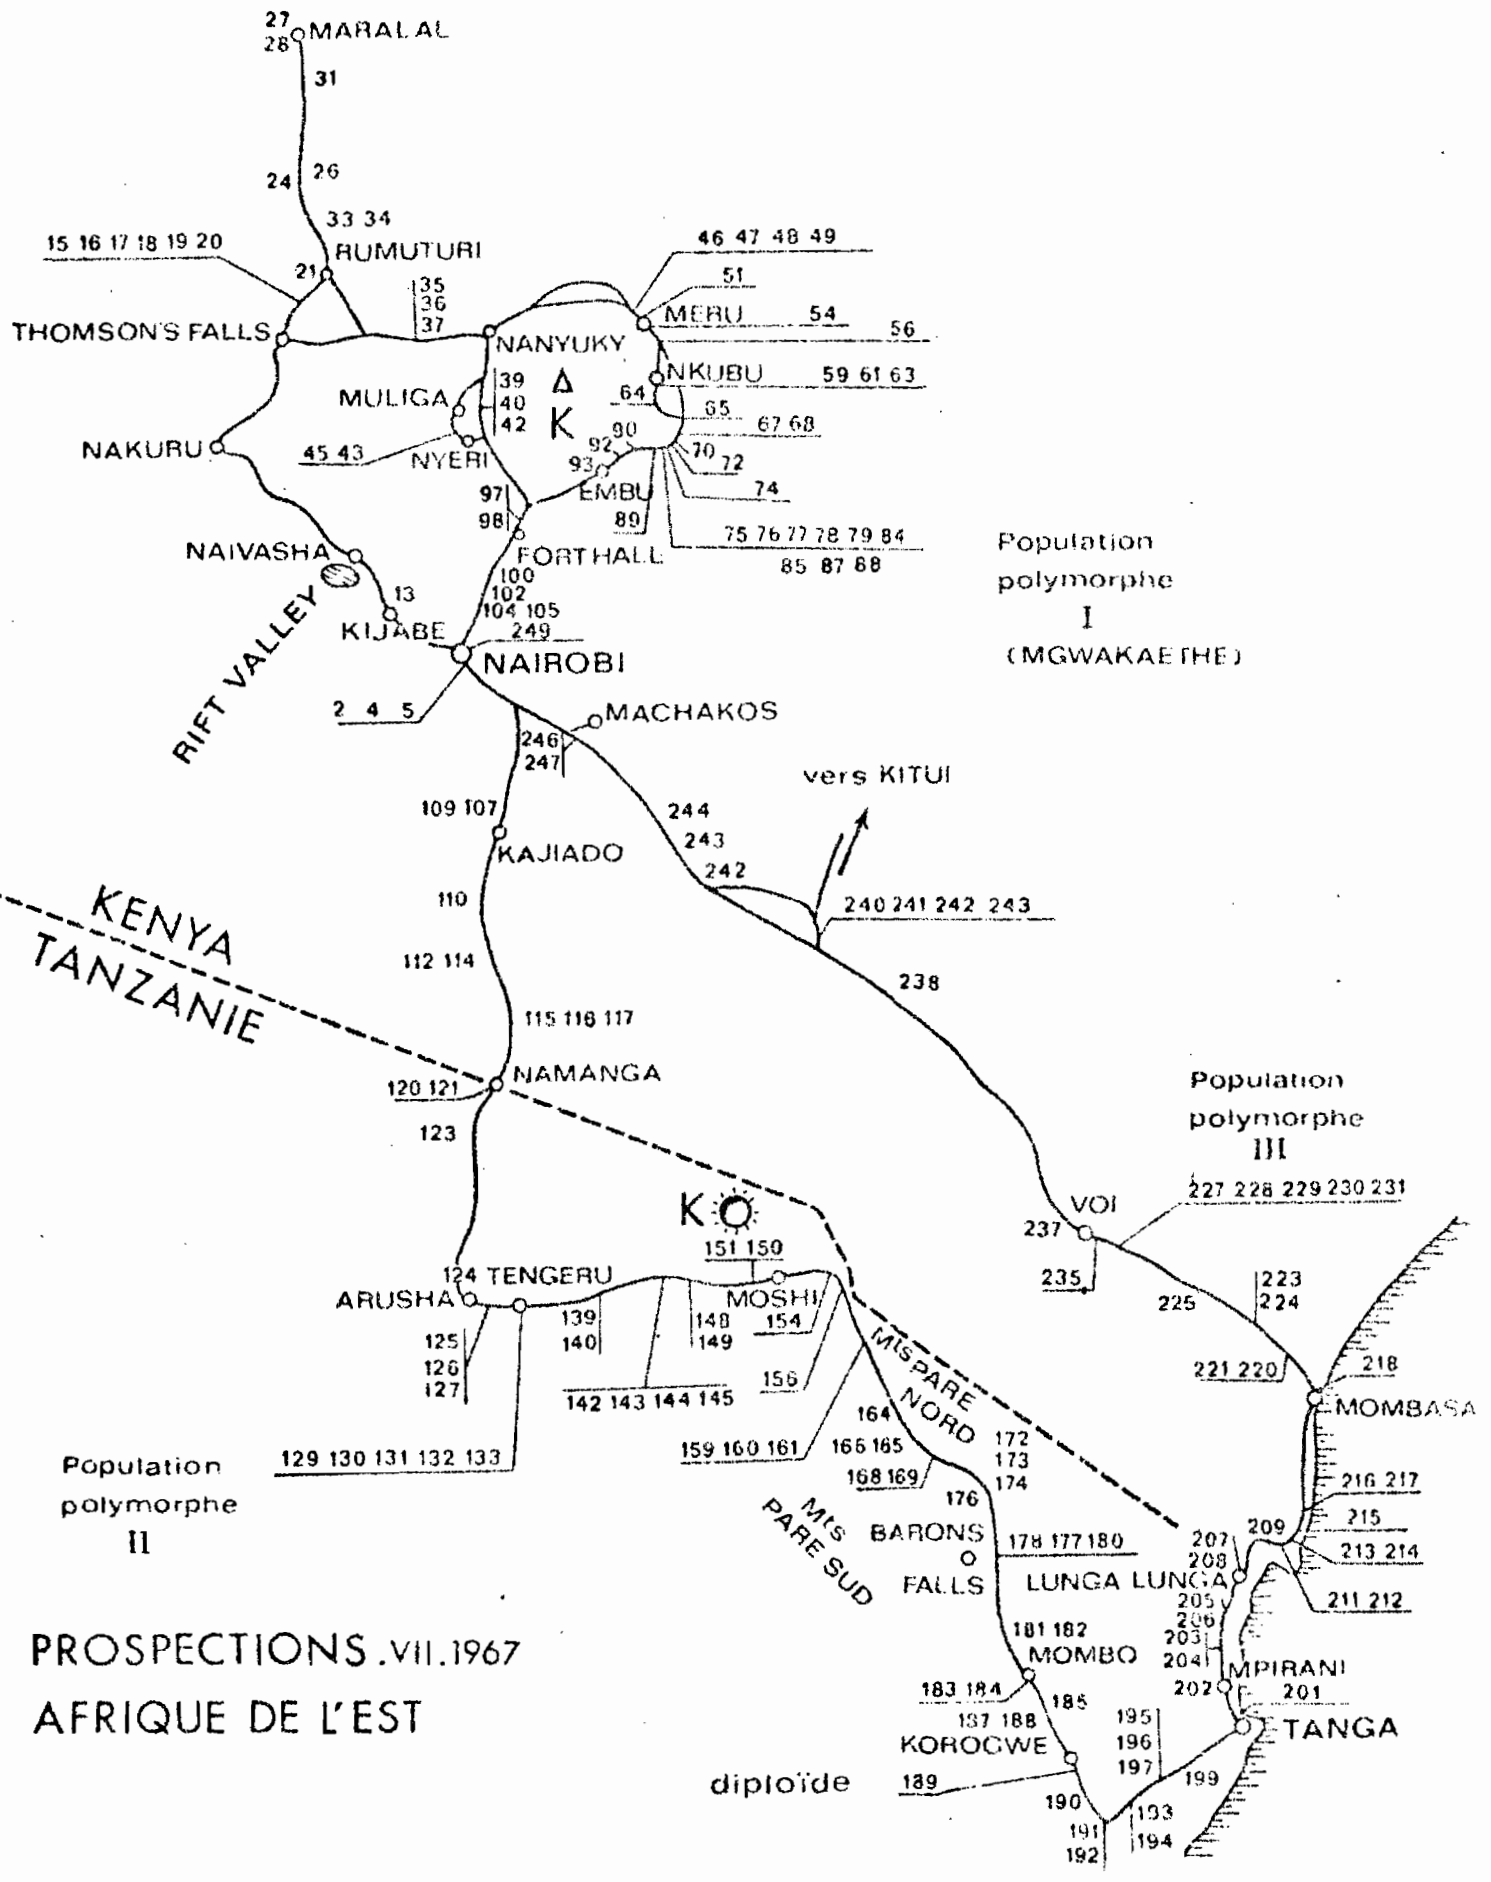 27
28 MARALAL
31
24 26
33 34
15 16 17 18 19 20
RUMUTURI
21
35
36
37
THOMSON'S FALLS
NANYUKY
46 47 48 49
51
MERU 54
56
NKUBU 59 61 63
64
65
67 68
70
72
74
75 76 77 78 79 84
85 87 88
89
90
92
93
EMBU
MULIGA
39
40
42
Δ
K
NAKURU
45 43
NYERI
97
98
FORT HALL
100
102
104 105
249
NAIVASHA
13
KIJABE
RIFT VALLEY
NAIROBI
2 4 5
Population
polymorphe
I
(MGWAKAETHE)
MACHAKOS
246
247
vers KITUI
244
243
242
240 241 242 243
238
109 107
KAJIADO
110
112 114
115 116 117
KENYA
TANZANIE
NAMANGA
120 121
123
K
Population
polymorphe
III
227 228 229 230 231
VOI
237
235
225
223
224
221 220
218
MOMBASA
124 TENGERU
ARUSHA
125
126
127
139
140
151 150
MOSHI
148
149
154
142 143 144 145
156
129 130 131 132 133
159 160 161
Mts PARE NORD
164
166 165
168 169
172
173
174
176
Mts
PARE SUD
Population
polymorphe
II
BARONS
FALLS
178 177 180
181 182
MOMBO
183 184
185
187 188
KOROGWE
189
diploïde
190
191
192
193
194
195
196
197
199
216 217
215
213 214
211 212
209
207
208
LUNGA LUNGA
205
206
203
204
MPIRANI
202
201
TANGA
PROSPECTIONS.VII.1967
AFRIQUE DE L'EST